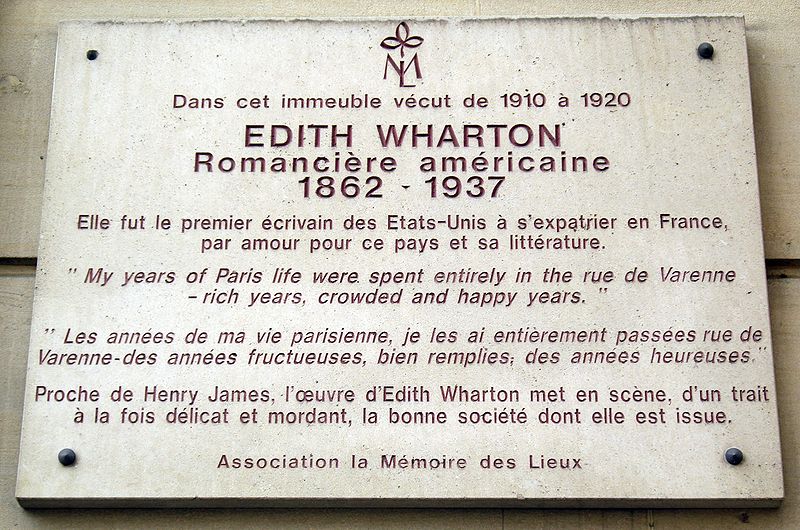 ML
Dans cet immeuble vécut de 1910 à 1920
EDITH WHARTON
Romancière américaine
1862 - 1937
Elle fut le premier écrivain des Etats-Unis à s'expatrier en France,
par amour pour ce pays et sa littérature.
" My years of Paris life were spent entirely in the rue de Varenne
– rich years, crowded and happy years. "
" Les années de ma vie parisienne, je les ai entièrement passées rue de
Varenne-des années fructueuses, bien remplies, des années heureuses."
Proche de Henry James, l'œuvre d'Edith Wharton met en scène, d'un trait
à la fois délicat et mordant, la bonne société dont elle est issue.
Association la Mémoire des Lieux